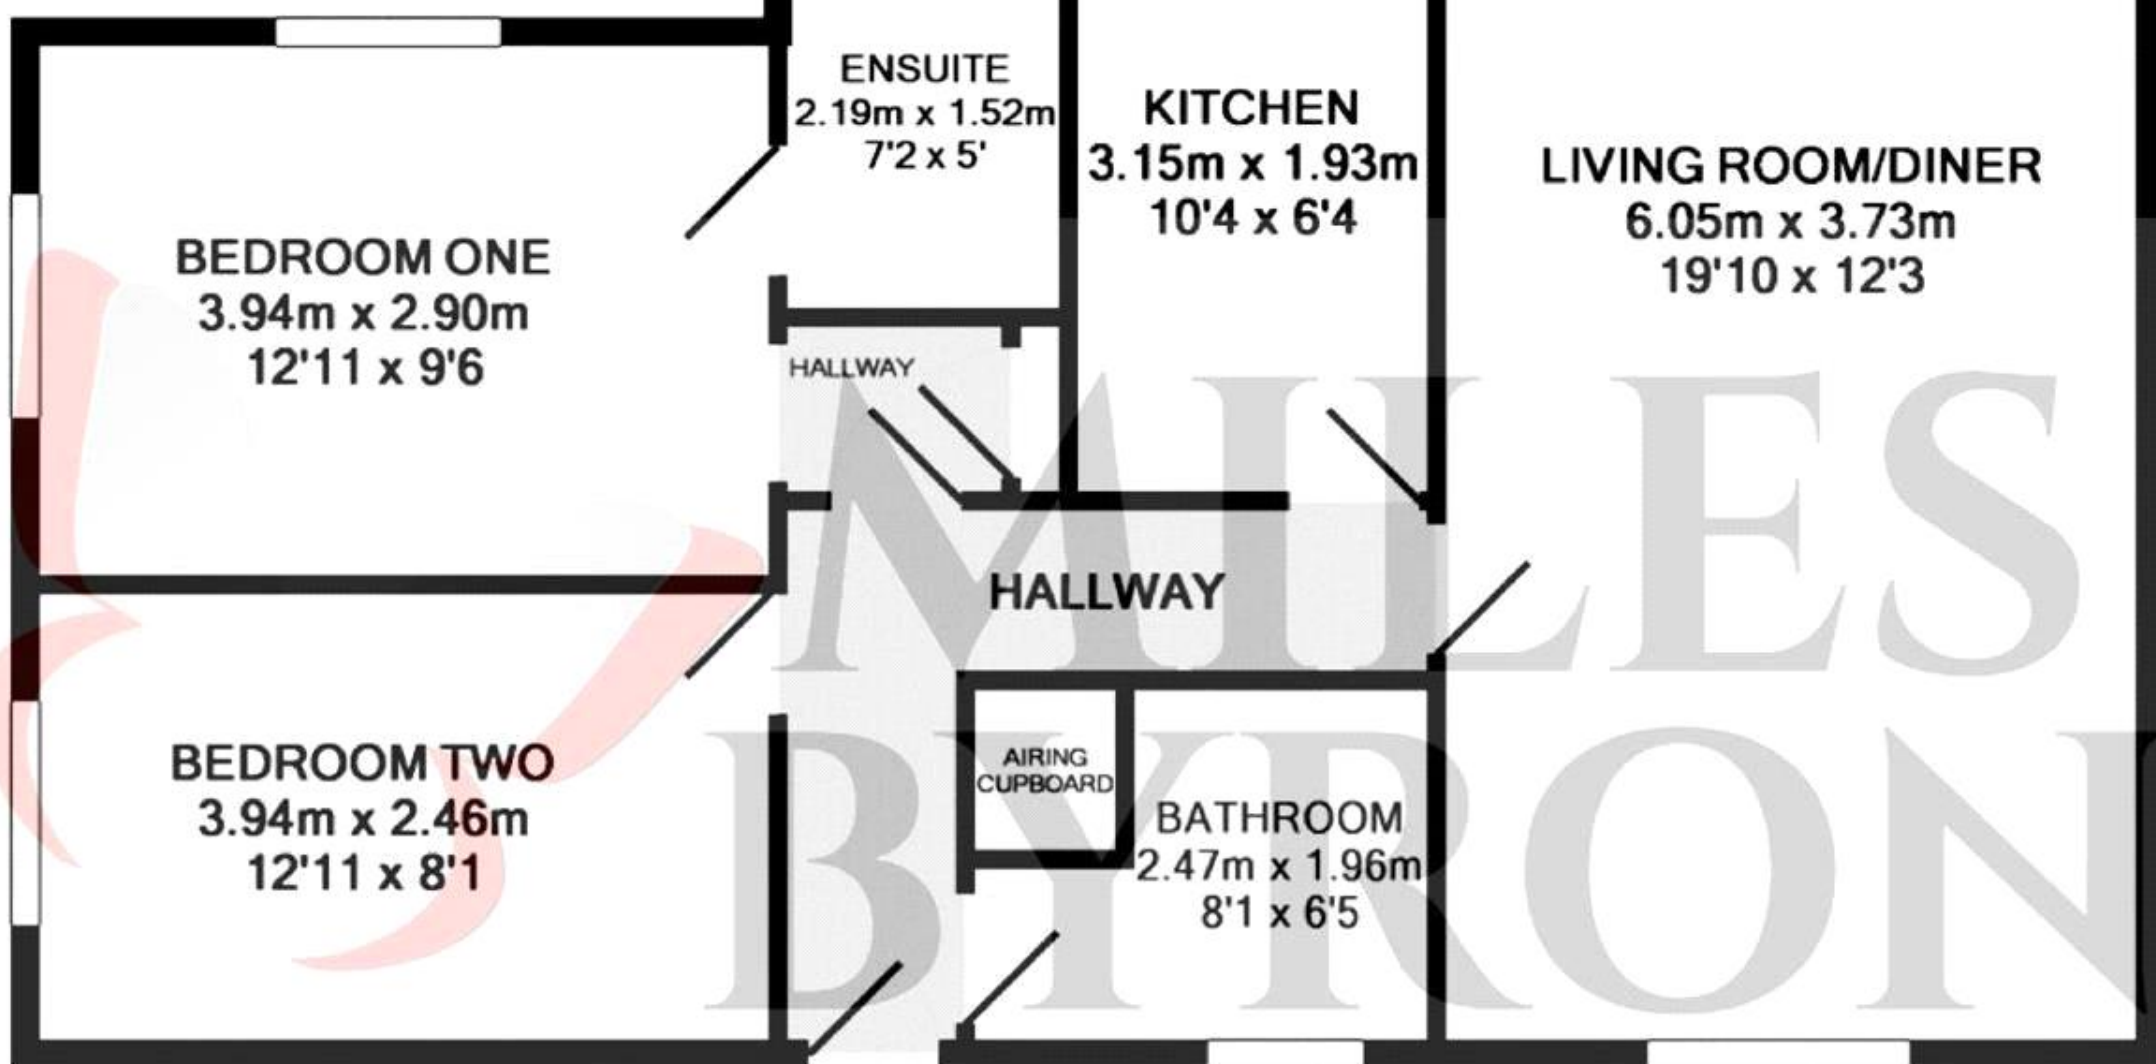 ENSUITE
2.19m x 1.52m
7'2 x 5'
KITCHEN
3.15m x 1.93m
10'4 x 6'4
LIVING ROOM/DINER
6.05m x 3.73m
19'10 x 12'3
BEDROOM ONE
3.94m x 2.90m
12'11 x 9'6
HALLWAY
HALLWAY
BEDROOM TWO
3.94m x 2.46m
12'11 x 8'1
AIRING
CUPBOARD
BATHROOM
2.47m x 1.96m
8'1 x 6'5
MILES
BYRON